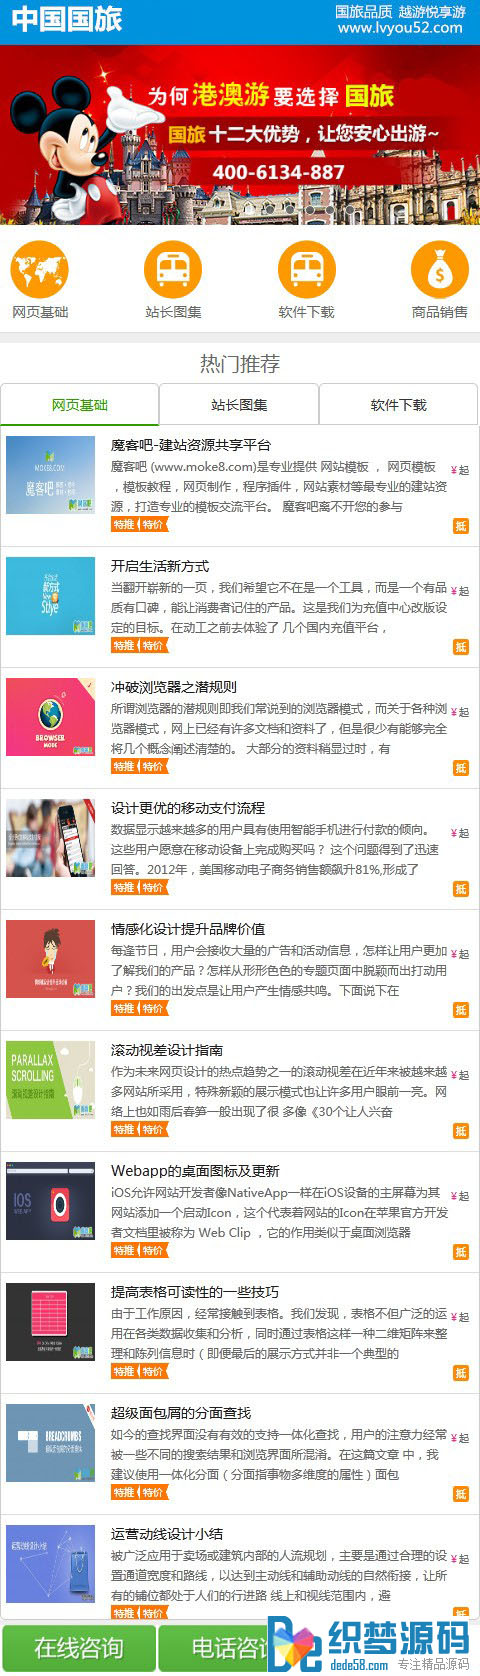 中国国旅
国旅品质 越游悦享游
www.lvyou52.com
为何港澳游要选择 国旅
国旅 十二大优势，让您安心出游~
400-6134-887
网页基础
站长图集
软件下载
商品销售
热门推荐
网页基础
站长图集
软件下载
MOKE8.COM
魔客吧
魔客吧-建站资源共享平台
魔客吧 (www.moke8.com)是专业提供 网站模板 ， 网页模板
，模板教程，网页制作，程序插件，网站素材等最专业的建站资
源，打造专业的模板交流平台。 魔客吧离不开您的参与
¥起
特推 特价
抵
开启生活新方式
当翻开崭新的一页，我们希望它不在是一个工具，而是一个有品
质有口碑，能让消费者记住的产品。这是我们为充值中心改版设
定的目标。在动工之前去体验了 几个国内充值平台，
¥起
特推 特价
抵
BROWSER
MODE
冲破浏览器之潜规则
所谓浏览器的潜规则即我们常说到的浏览器模式，而关于各种浏
览器模式，网上已经有许多文档和资料了，但是很少有能够完全
将几个概念阐述清楚的。 大部分的资料稍显过时，有
¥起
特推 特价
抵
设计更优的移动支付流程
数据显示越来越多的用户具有使用智能手机进行付款的倾向。
这些用户愿意在移动设备上完成购买吗？ 这个问题得到了迅速
回答。2012年，美国移动电子商务销售额飙升81%,形成了
¥起
特推 特价
抵
情感化设计提升品牌价值
每逢节日，用户会接收大量的广告和活动信息，怎样让用户更加
了解我们的产品？怎样从形形色色的专题页面中脱颖而出打动用
户？我们的出发点是让用户产生情感共鸣。下面说下在
¥起
特推 特价
抵
PARALLAX
SCROLLING
滚动视差设计指南
滚动视差设计指南
作为未来网页设计的热点趋势之一的滚动视差在近年来被越来越
多网站所采用，特殊新颖的展示模式也让许多用户眼前一亮。网
络上也如雨后春笋一般出现了很 多像《30个让人兴奋
¥起
特推 特价
抵
IOS
WEB APP
Webapp的桌面图标及更新
iOS允许网站开发者像NativeApp一样在iOS设备的主屏幕为其
网站添加一个启动Icon，这个代表着网站的Icon在苹果官方开发
者文档里被称为 Web Clip ，它的作用类似于桌面浏览器
¥起
特推 特价
抵
提高表格可读性的一些技巧
由于工作原因，经常接触到表格。我们发现，表格不但广泛的运
用在各类数据收集和分析，同时通过表格这样一种二维矩阵来整
理和陈列信息时（即便最后的展示方式并非一个典型的
¥起
特推 特价
抵
BREADCRUMBS
超级面包屑的分面查找
如今的查找界面没有有效的支持一体化查找，用户的注意力经常
被一些不同的搜索结果和浏览界面所混淆。在这篇文章 中，我
建议使用一体化分面（分面指事物多维度的属性）面包
¥起
特推 特价
抵
运营动线设计小结
运营动线设计小结
被广泛应用于卖场或建筑内部的人流规划，主要是通过合理的设
置通道宽度和路线，以达到主动线和辅助动线的自然衔接，让所
有的铺位都处于人们的行进路 线上和视线范围内，避
¥起
特推 特价
在线咨询
电话咨询
织梦源码
dede58.com 专注精品源码